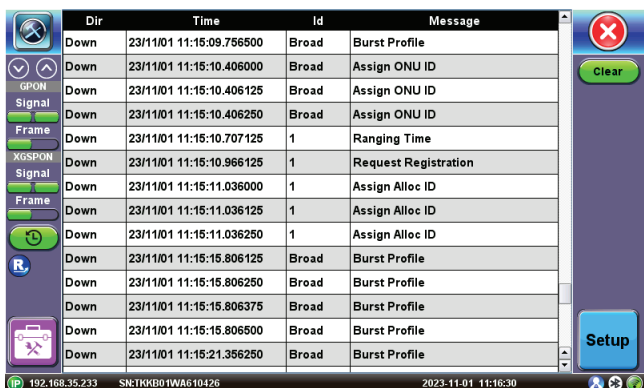 Dir Time Id Message
Down 23/11/01 11:15:09.756500 Broad Burst Profile
Down 23/11/01 11:15:10.406000 Broad Assign ONU ID
Down 23/11/01 11:15:10.406125 Broad Assign ONU ID
Down 23/11/01 11:15:10.406250 Broad Assign ONU ID
Down 23/11/01 11:15:10.707125 1 Ranging Time
Down 23/11/01 11:15:10.966125 1 Request Registration
Down 23/11/01 11:15:11.036000 1 Assign Alloc ID
Down 23/11/01 11:15:11.036125 1 Assign Alloc ID
Down 23/11/01 11:15:11.036250 1 Assign Alloc ID
Down 23/11/01 11:15:15.806125 Broad Burst Profile
Down 23/11/01 11:15:15.806250 Broad Burst Profile
Down 23/11/01 11:15:15.806375 Broad Burst Profile
Down 23/11/01 11:15:15.806500 Broad Burst Profile
Down 23/11/01 11:15:21.356250 Broad Burst Profile
GPON
Signal
Frame
XGSPON
Signal
Frame
R
Clear
Setup
IP 192.168.35.233 SN:TKKB01WA610426 2023-11-01 11:16:30